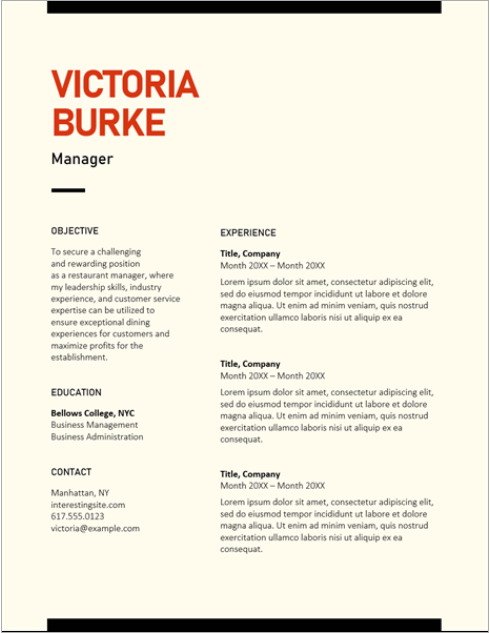 VICTORIA
BURKE
Manager
OBJECTIVE
To secure a challenging
and rewarding position
as a restaurant manager, where
my leadership skills, industry
experience, and customer service
expertise can be utilized to
ensure exceptional dining
experiences for customers and
maximize profits for the
establishment.
EDUCATION
Bellows College, NYC
Business Management
Business Administration
CONTACT
Manhattan, NY
interestingsite.com
617.555.0123
victoria@example.com
EXPERIENCE
Title, Company
Month 20XX – Month 20XX
Lorem ipsum dolor sit amet, consectetur adipiscing elit,
sed do eiusmod tempor incididunt ut labore et dolore
magna aliqua. Ut enim ad minim veniam, quis nostrud
exercitation ullamco laboris nisi ut aliquip ex ea
consequat.
Title, Company
Month 20XX – Month 20XX
Lorem ipsum dolor sit amet, consectetur adipiscing elit,
sed do eiusmod tempor incididunt ut labore et dolore
magna aliqua. Ut enim ad minim veniam, quis nostrud
exercitation ullamco laboris nisi ut aliquip ex ea
consequat.
Title, Company
Month 20XX – Month 20XX
Lorem ipsum dolor sit amet, consectetur adipiscing elit,
sed do eiusmod tempor incididunt ut labore et dolore
magna aliqua. Ut enim ad minim veniam, quis nostrud
exercitation ullamco laboris nisi ut aliquip ex ea
consequat.